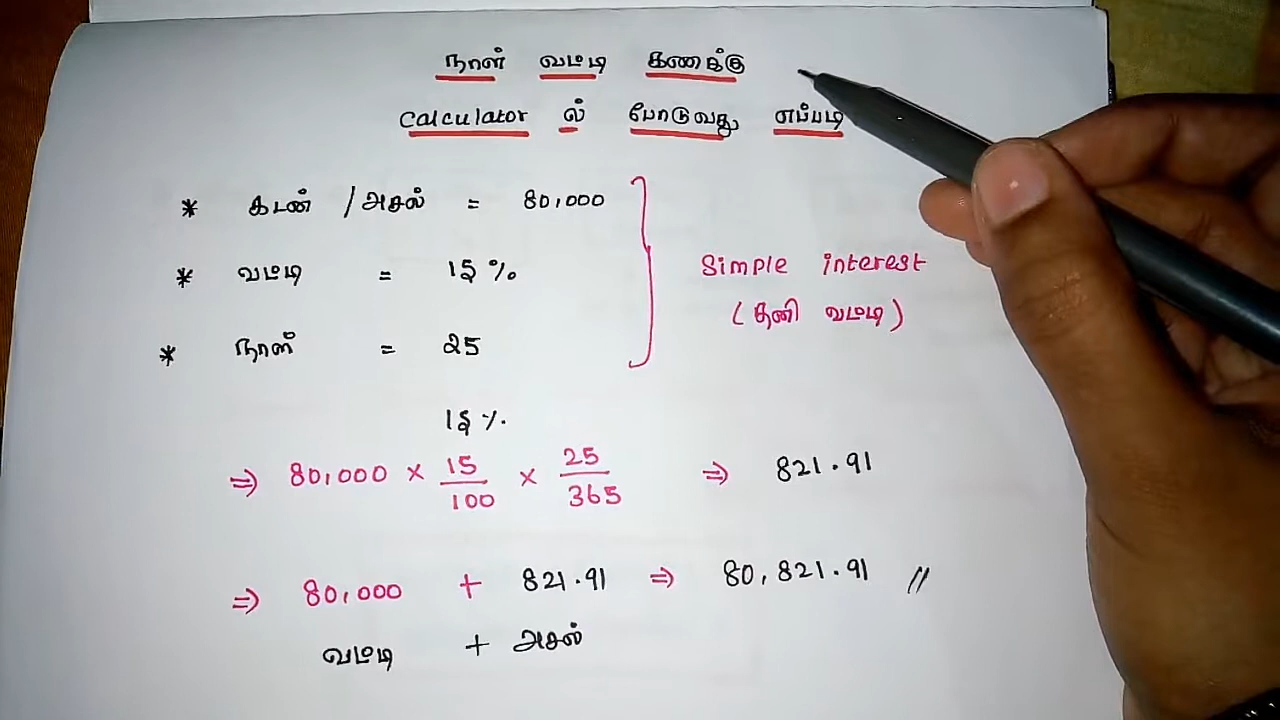 நாள் வட்டி கணக்கு
Calculator ல் போடுவது எப்படி
* கடன் / அசல் = 80,000
* வட்டி = 15 %
* நாள் = 25
Simple interest
( தனி வட்டி )
15 %
⇒ 80,000 × 15/100 × 25/365 ⇒ 821.91
⇒ 80,000 + 821.91 ⇒ 80,821.91 //
வட்டி + அசல்